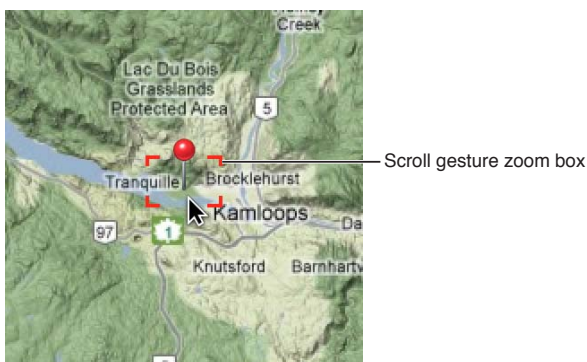 Creek
Lac Du Bois
Grasslands
Protected Area
5
Scroll gesture zoom box
Tranquille
Brocklehurst
Kamloops
97
1
Knutsford